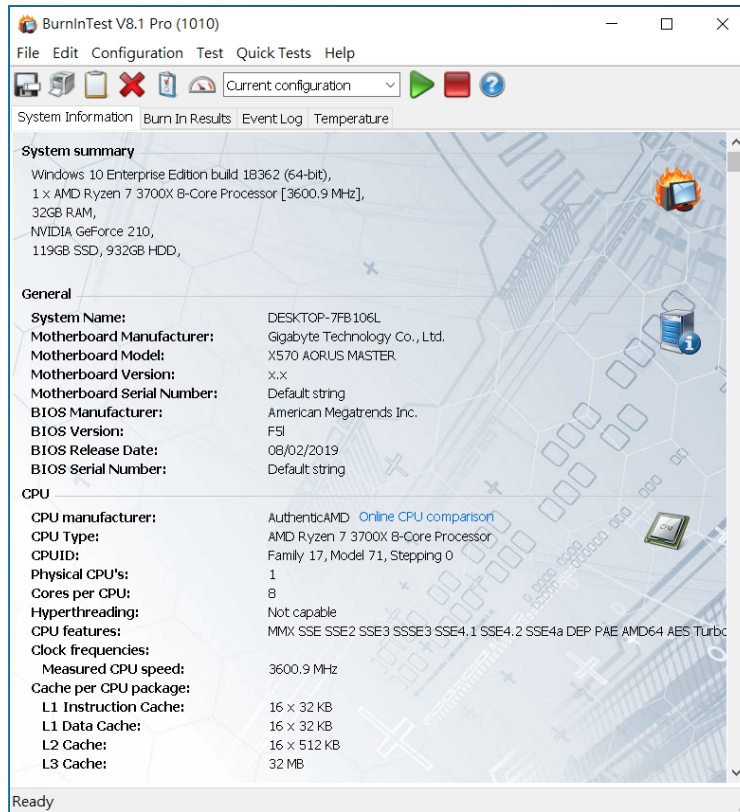 BurnInTest V8.1 Pro (1010)
File Edit Configuration Test Quick Tests Help
Current configuration
System Information Burn In Results Event Log Temperature
System summary
Windows 10 Enterprise Edition build 18362 (64-bit),
1 x AMD Ryzen 7 3700X 8-Core Processor [3600.9 MHz],
32GB RAM,
NVIDIA GeForce 210,
119GB SSD, 932GB HDD,
General
System Name: DESKTOP-7FB106L
Motherboard Manufacturer: Gigabyte Technology Co., Ltd.
Motherboard Model: X570 AORUS MASTER
Motherboard Version: x.x
Motherboard Serial Number: Default string
BIOS Manufacturer: American Megatrends Inc.
BIOS Version: F5l
BIOS Release Date: 08/02/2019
BIOS Serial Number: Default string
CPU
CPU manufacturer: AuthenticAMD Online CPU comparison
CPU Type: AMD Ryzen 7 3700X 8-Core Processor
CPUID: Family 17, Model 71, Stepping 0
Physical CPU's: 1
Cores per CPU: 8
Hyperthreading: Not capable
CPU features: MMX SSE SSE2 SSE3 SSSE3 SSE4.1 SSE4.2 SSE4a DEP PAE AMD64 AES Turbo
Clock frequencies:
Measured CPU speed: 3600.9 MHz
Cache per CPU package:
L1 Instruction Cache: 16 x 32 KB
L1 Data Cache: 16 x 32 KB
L2 Cache: 16 x 512 KB
L3 Cache: 32 MB
Ready